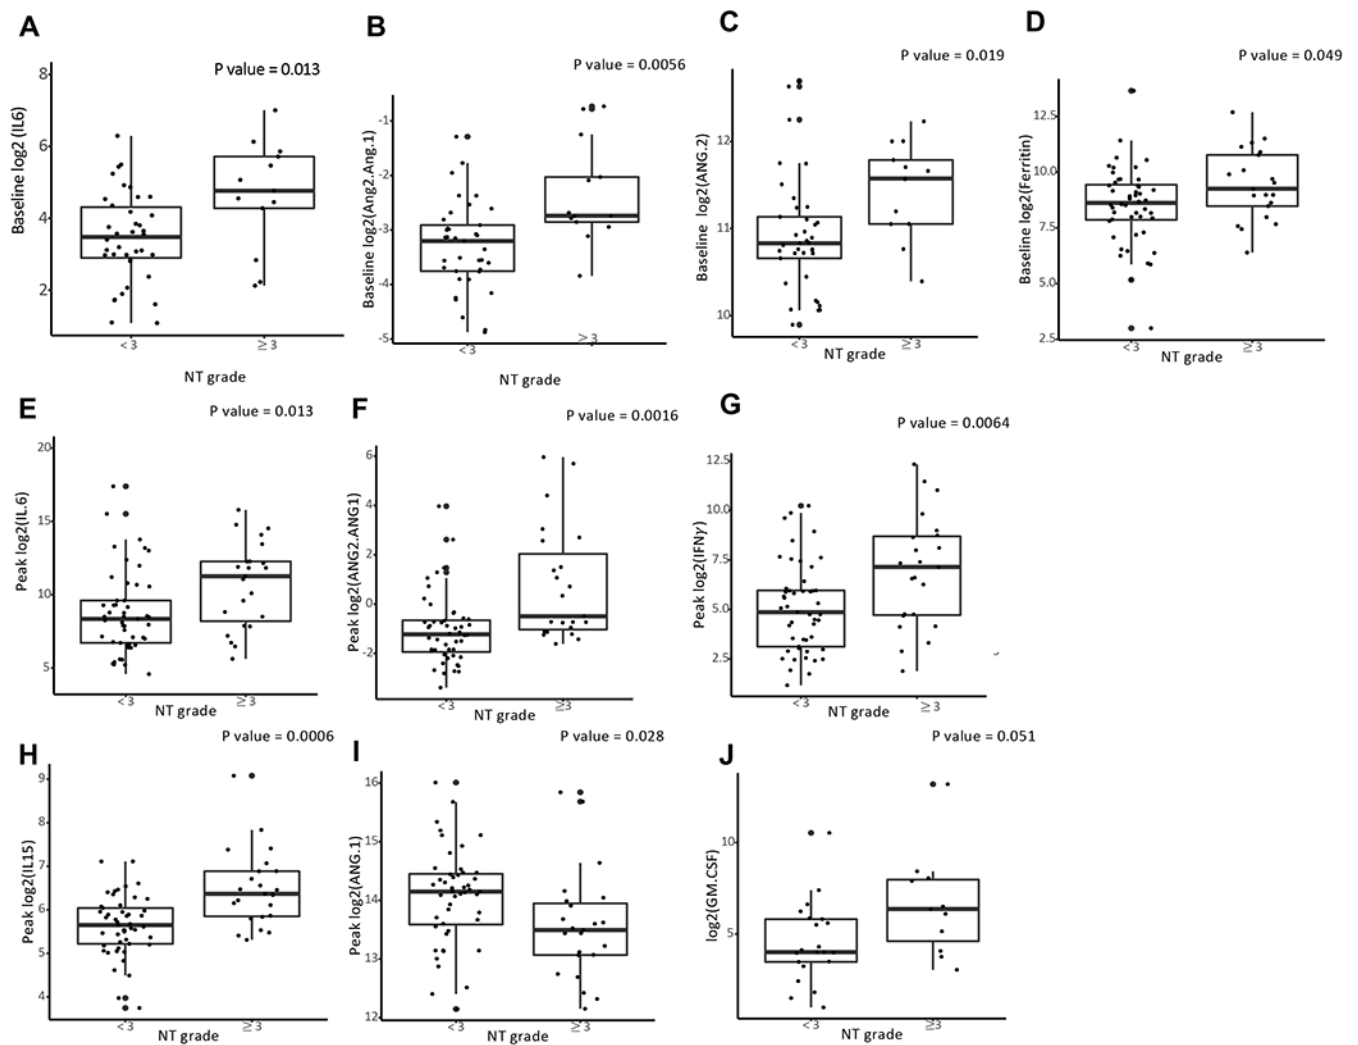 A
P value = 0.013
Baseline log2 (IL6)
8
6
4
2
<3
≥3
NT grade
B
P value = 0.0056
Baseline log2(Ang2.Ang.1)
-1
-2
-3
-4
-5
<3
>3
NT grade
C
P value = 0.019
Baseline log2(ANG.2)
12
11
10
<3
≥3
NT grade
D
P value = 0.049
Baseline log2(Ferritin)
12.5
10.0
7.5
5.0
2.5
<3
≥3
NT grade
E
P value = 0.013
Peak log2(IL.6)
20
15
10
5
<3
≥3
NT grade
F
P value = 0.0016
Peak log2(ANG2.ANG1)
6
4
2
0
-2
<3
≥3
NT grade
G
P value = 0.0064
Peak log2(IFNγ)
12.5
10.0
7.5
5.0
2.5
<3
≥3
NT grade
H
P value = 0.0006
Peak log2(IL15)
9
8
7
6
5
4
<3
≥3
NT grade
I
P value = 0.028
Peak log2(ANG.1)
16
15
14
13
12
<3
≥3
NT grade
J
P value = 0.051
log2(GM.CSF)
10
5
<3
≥3
NT grade